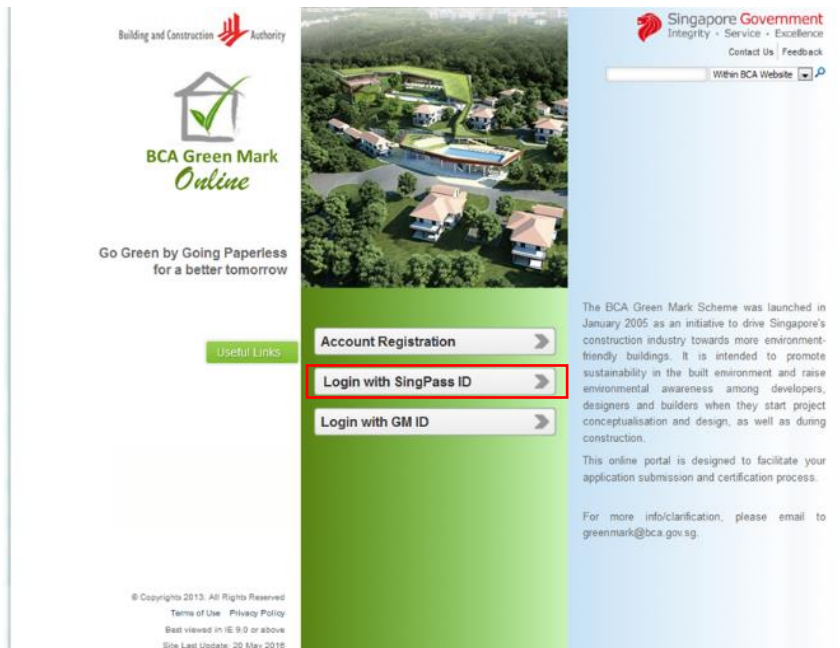 Building and Construction Authority
BCA Green Mark
Online
Go Green by Going Paperless
for a better tomorrow
Useful Links
© Copyrights 2013. All Rights Reserved
Terms of Use Privacy Policy
Best viewed in IE 9.0 or above
Site Last Update: 20 May 2016
Account Registration
Login with SingPass ID
Login with GM ID
Singapore Government
Integrity · Service · Excellence
Contact Us Feedback
Within BCA Website
The BCA Green Mark Scheme was launched in
January 2005 as an initiative to drive Singapore's
construction industry towards more environment-
friendly buildings. It is intended to promote
sustainability in the built environment and raise
environmental awareness among developers,
designers and builders when they start project
conceptualisation and design, as well as during
construction.
This online portal is designed to facilitate your
application submission and certification process.
For more info/clarification, please email to
greenmark@bca.gov.sg.